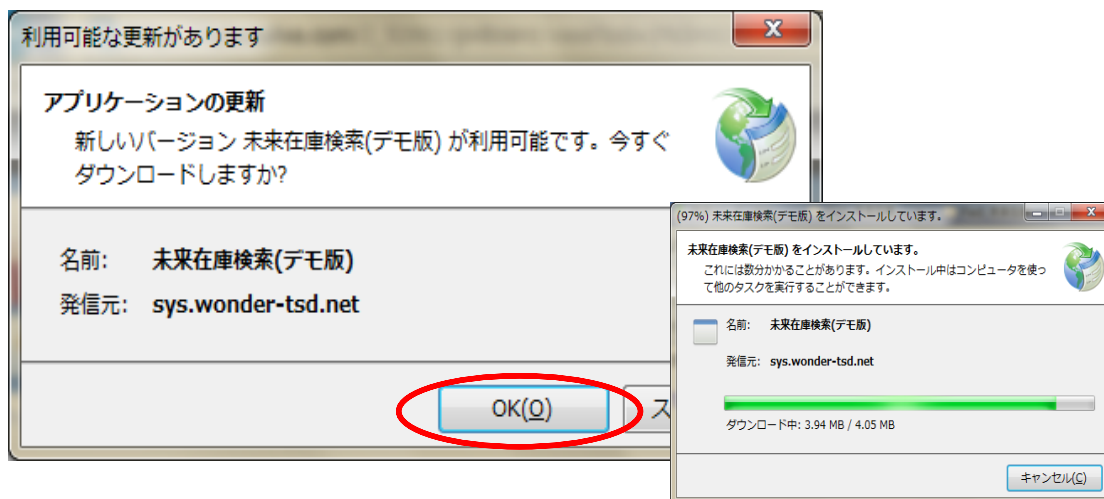 利用可能な更新があります
アプリケーションの更新
新しいバージョン 未来在庫検索(デモ版) が利用可能です。今すぐ
ダウンロードしますか?
名前: 未来在庫検索(デモ版)
発信元: sys.wonder-tsd.net
OK(O)
ス
(97%) 未来在庫検索(デモ版) をインストールしています。
未来在庫検索(デモ版) をインストールしています。
これには数分かかることがあります。インストール中はコンピュータを使っ
て他のタスクを実行することができます。
名前: 未来在庫検索(デモ版)
発信元: sys.wonder-tsd.net
ダウンロード中: 3.94 MB / 4.05 MB
キャンセル(C)